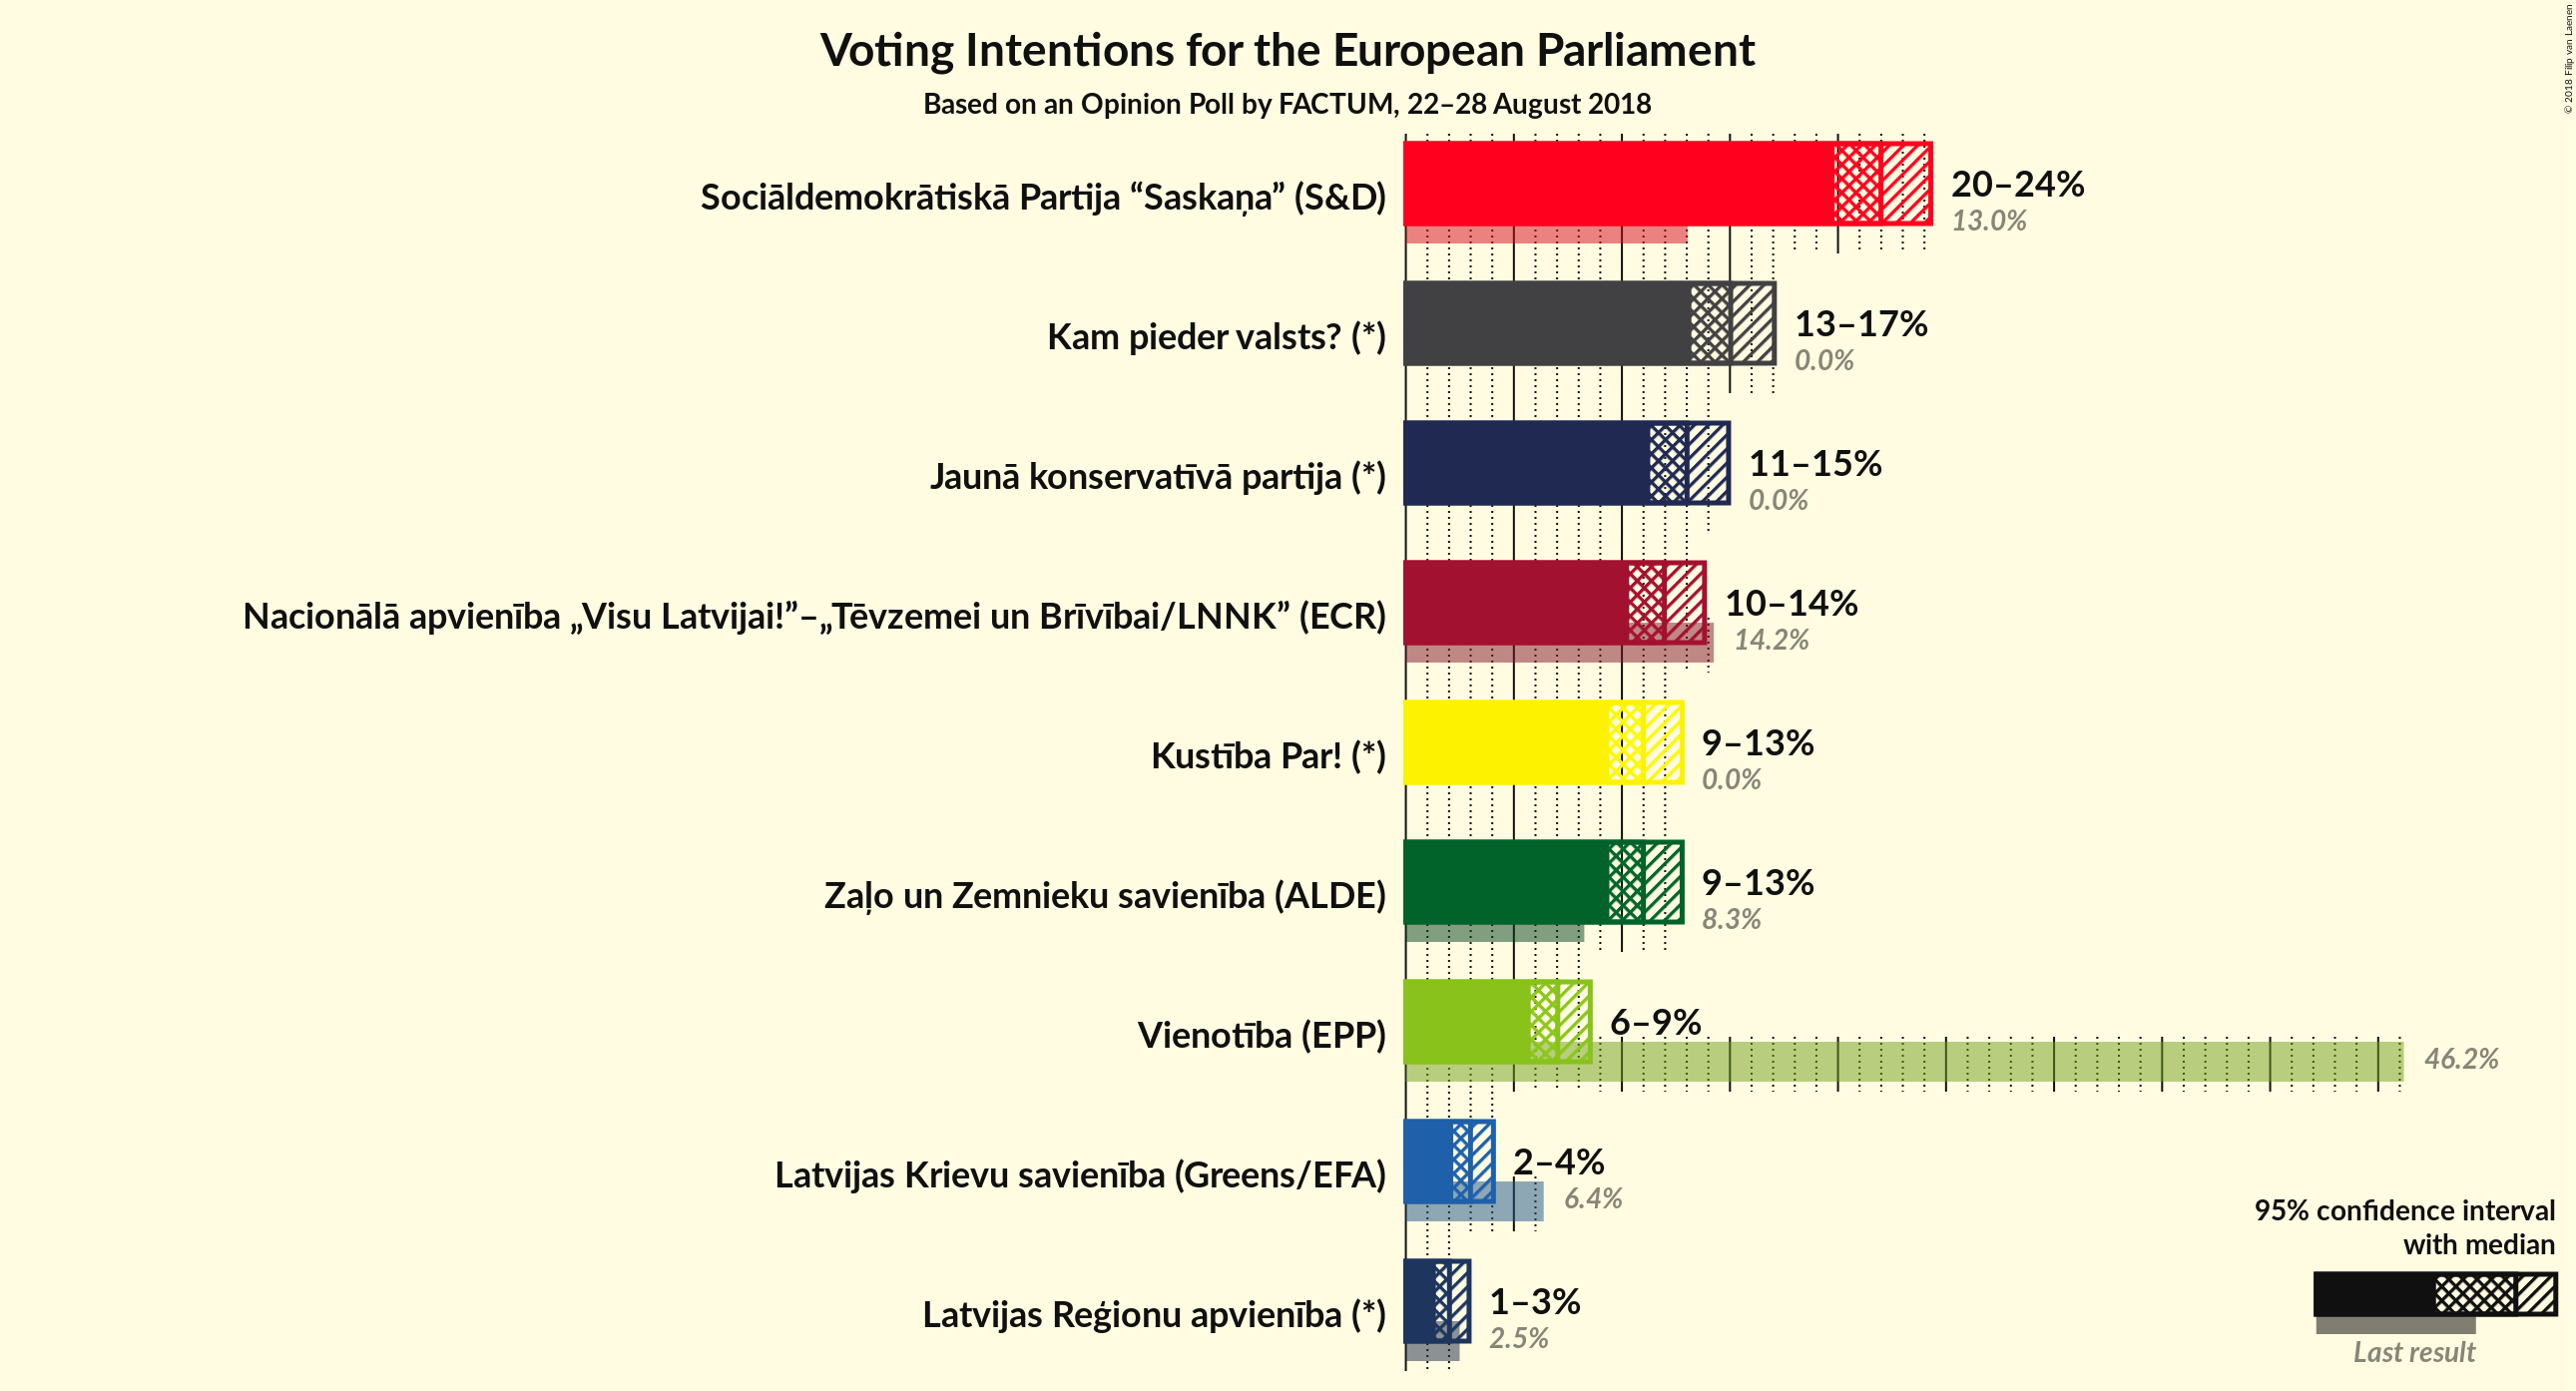 Voting Intentions for the European Parliament
Based on an Opinion Poll by FACTUM, 22–28 August 2018
© 2018 Filip van Laenen
Sociāldemokrātiskā Partija “Saskaņa” (S&D)
20–24%
13.0%
Kam pieder valsts? (*)
13–17%
0.0%
Jaunā konservatīvā partija (*)
11–15%
0.0%
Nacionālā apvienība „Visu Latvijai!”–„Tēvzemei un Brīvībai/LNNK” (ECR)
10–14%
14.2%
Kustība Par! (*)
9–13%
0.0%
Zaļo un Zemnieku savienība (ALDE)
9–13%
8.3%
Vienotība (EPP)
6–9%
46.2%
Latvijas Krievu savienība (Greens/EFA)
2–4%
6.4%
Latvijas Reģionu apvienība (*)
1–3%
2.5%
95% confidence interval
with median
Last result